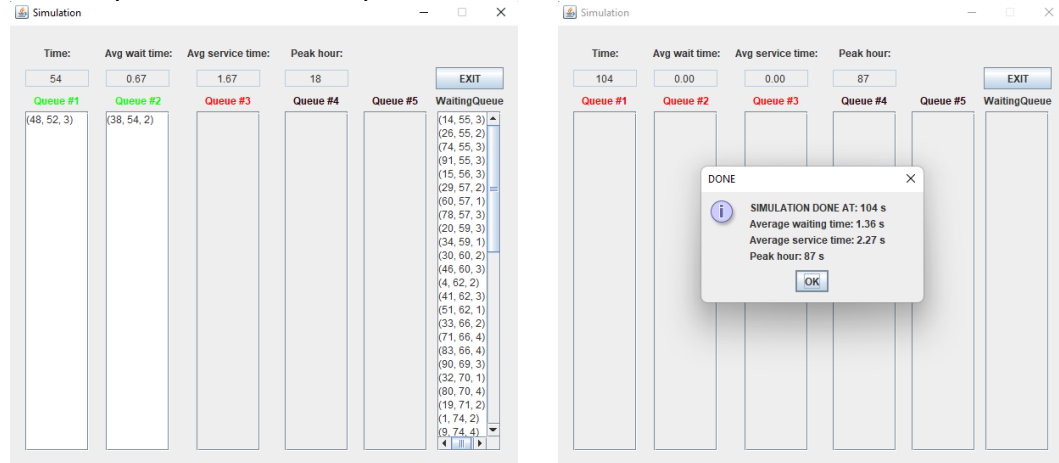 Simulation
Time: Avg wait time: Avg service time: Peak hour:
54 0.67 1.67 18 EXIT
Queue #1 Queue #2 Queue #3 Queue #4 Queue #5 WaitingQueue
(48, 52, 3) (38, 54, 2) (14, 55, 3)
(26, 55, 2)
(74, 55, 3)
(91, 55, 3)
(15, 56, 3)
(29, 57, 2)
(60, 57, 1)
(78, 57, 3)
(20, 59, 3)
(34, 59, 1)
(30, 60, 2)
(46, 60, 3)
(4, 62, 2)
(41, 62, 3)
(51, 62, 1)
(33, 66, 2)
(71, 66, 4)
(83, 66, 4)
(90, 69, 3)
(32, 70, 1)
(80, 70, 4)
(19, 71, 2)
(1, 74, 2)
(9, 74, 4)
Simulation
Time: Avg wait time: Avg service time: Peak hour:
104 0.00 0.00 87 EXIT
Queue #1 Queue #2 Queue #3 Queue #4 Queue #5 WaitingQueue
DONE
SIMULATION DONE AT: 104 s
Average waiting time: 1.36 s
Average service time: 2.27 s
Peak hour: 87 s
OK